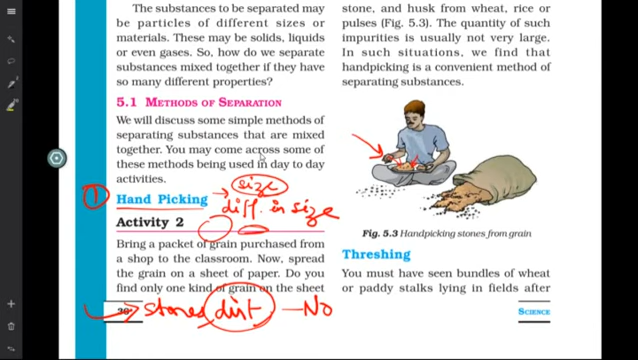 The substances to be separated may
be particles of different sizes or
materials. These may be solids, liquids
or even gases. So, how do we separate
substances mixed together if they have
so many different properties?
5.1 METHODS OF SEPARATION
We will discuss some simple methods of
separating substances that are mixed
together. You may come across some of
these methods being used in day to day
activities.
① Hand Picking → size
diff. in size
Activity 2
Bring a packet of grain purchased from
a shop to the classroom. Now, spread
the grain on a sheet of paper. Do you
find only one kind of grain on the sheet
36
stones, dirt — No
stone, and husk from wheat, rice or
pulses (Fig. 5.3). The quantity of such
impurities is usually not very large.
In such situations, we find that
handpicking is a convenient method of
separating substances.
Fig. 5.3 Handpicking stones from grain
Threshing
You must have seen bundles of wheat
or paddy stalks lying in fields after
SCIENCE